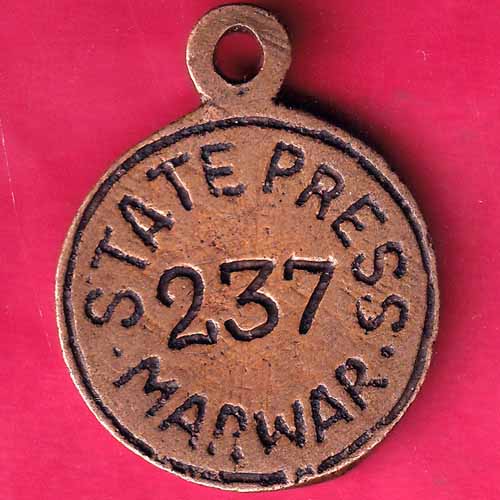 STATE PRESS
237
· MARWAR ·